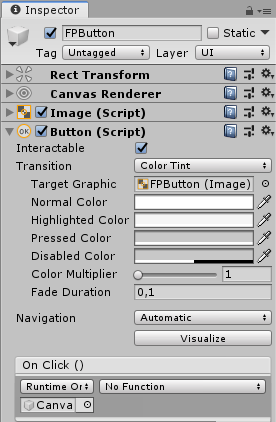 Inspector
FPButton Static
Tag Untagged Layer UI
Rect Transform
Canvas Renderer
Image (Script)
OK Button (Script)
Interactable
Transition Color Tint
Target Graphic FPButton (Image)
Normal Color
Highlighted Color
Pressed Color
Disabled Color
Color Multiplier 1
Fade Duration 0,1
Navigation Automatic
Visualize
On Click ()
Runtime Or No Function
Canva